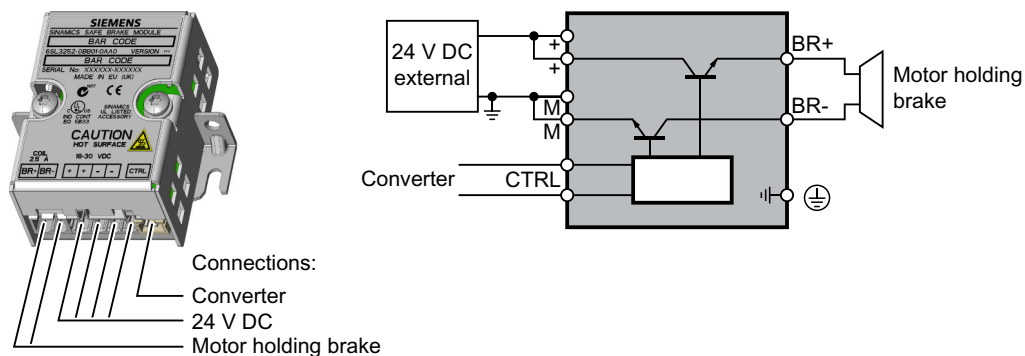 SIEMENS
SINAMICS SAFE BRAKE MODULE
BAR CODE
6SL3252-0BB01-0AA0 VERSION
BAR CODE
SERIAL No: XXXXXX-XXXXXX
MADE IN EU (UK)
CE
UL US LISTED
IND CONT
EQ 5B33
SINAMICS
ACCESSORY
CAUTION
HOT SURFACE
COIL
2.5 A
18-30 VDC
BR+ BR- + + - - CTRL
Connections:
Converter
24 V DC
Motor holding brake
24 V DC
external
+
+
M
M
Converter
CTRL
BR+
BR-
Motor holding
brake